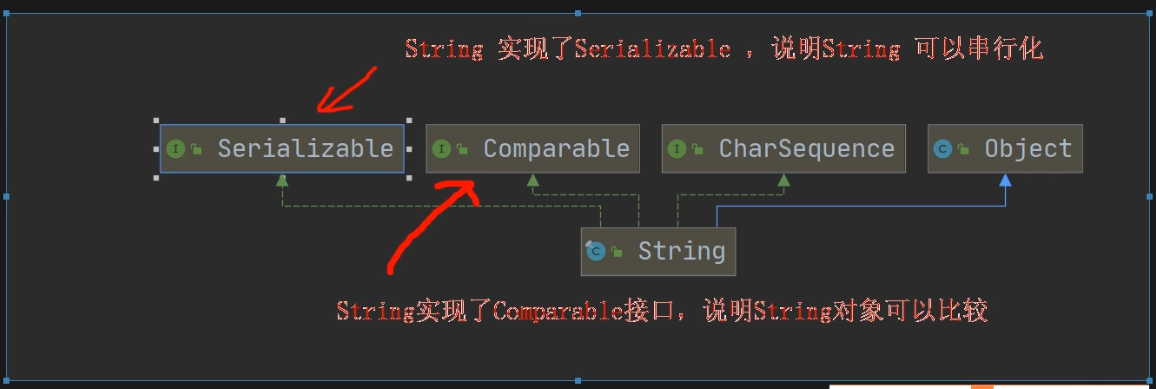 String 实现了Serializable ，说明String 可以串行化
I Serializable
I Comparable
I CharSequence
C Object
C String
String实现了Comparable接口，说明String对象可以比较